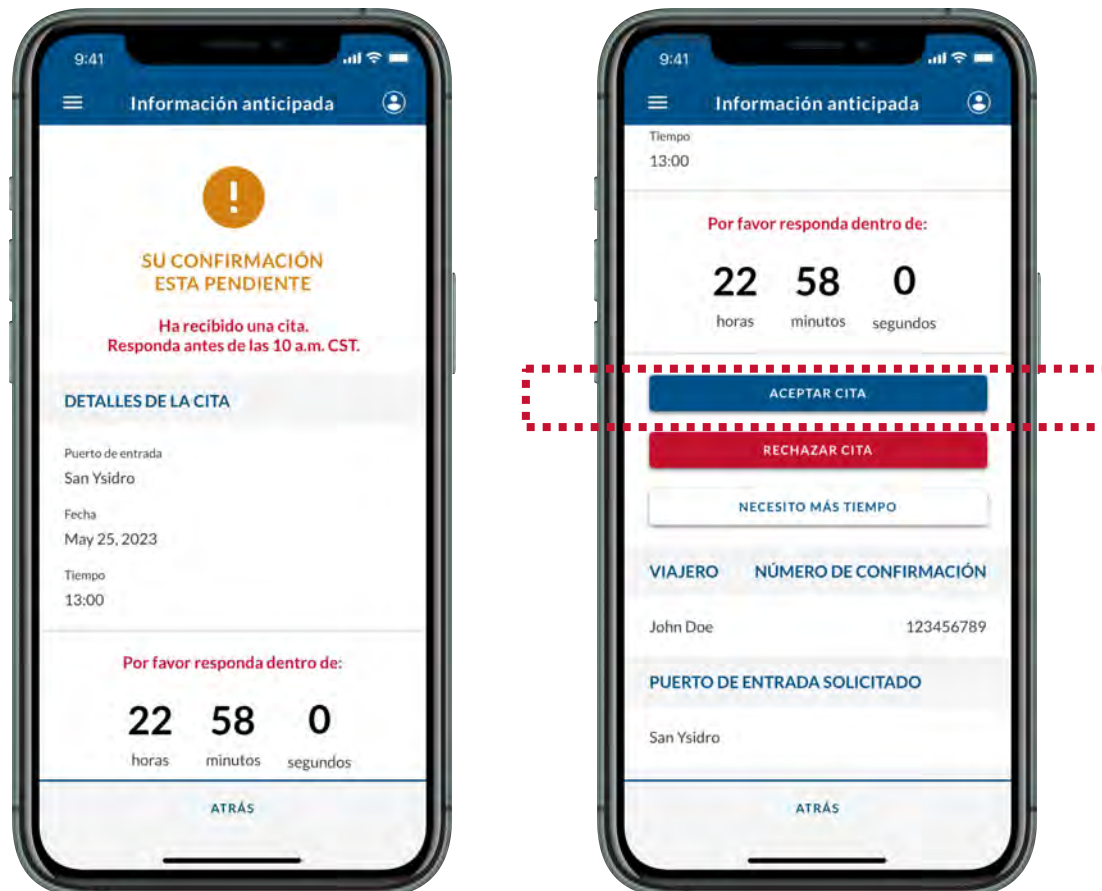 9:41
Información anticipada
SU CONFIRMACIÓN
ESTA PENDIENTE
Ha recibido una cita.
Responda antes de las 10 a.m. CST.
DETALLES DE LA CITA
Puerto de entrada
San Ysidro
Fecha
May 25, 2023
Tiempo
13:00
Por favor responda dentro de:
22 58 0
horas minutos segundos
ATRÁS
9:41
Información anticipada
Tiempo
13:00
Por favor responda dentro de:
22 58 0
horas minutos segundos
ACEPTAR CITA
RECHAZAR CITA
NECESITO MÁS TIEMPO
VIAJERO NÚMERO DE CONFIRMACIÓN
John Doe 123456789
PUERTO DE ENTRADA SOLICITADO
San Ysidro
ATRÁS